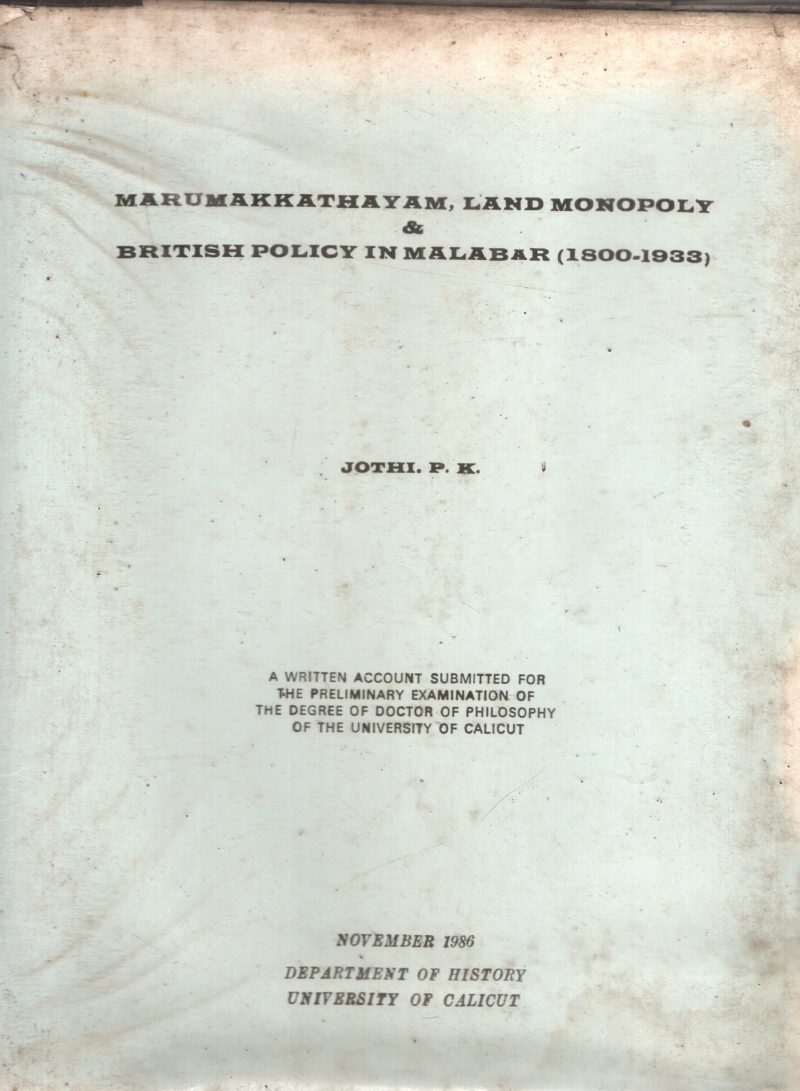 MARUMAKKATHAYAM, LAND MONOPOLY
&
BRITISH POLICY IN MALABAR (1800-1933)
JOTHI. P. K.
A WRITTEN ACCOUNT SUBMITTED FOR
THE PRELIMINARY EXAMINATION OF
THE DEGREE OF DOCTOR OF PHILOSOPHY
OF THE UNIVERSITY OF CALICUT
NOVEMBER 1986
DEPARTMENT OF HISTORY
UNIVERSITY OF CALICUT